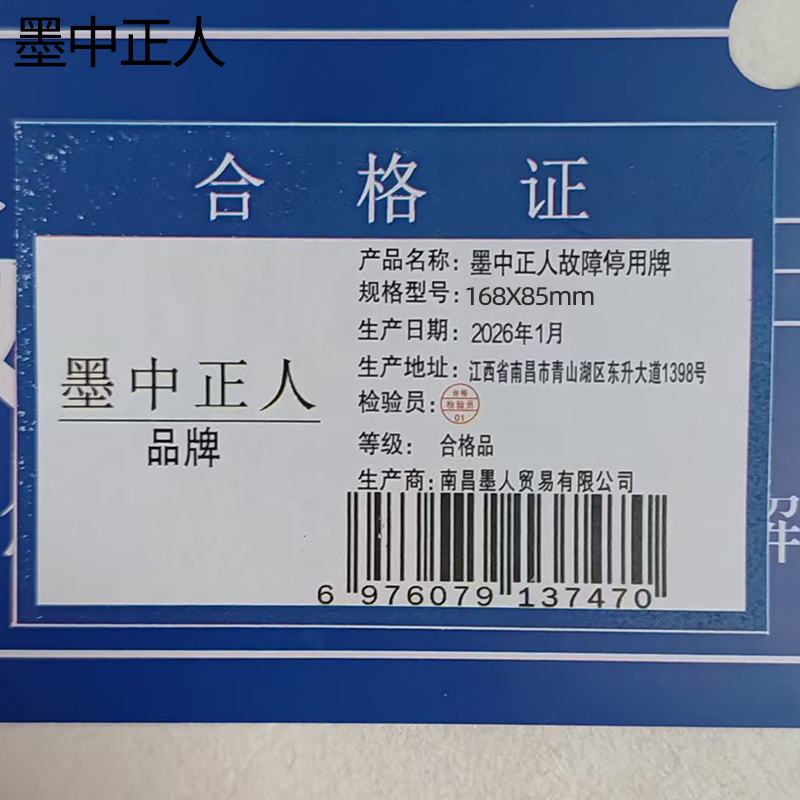 墨中正人
合格证
墨中正人
品牌
产品名称：墨中正人故障停用牌
规格型号：168X85mm
生产日期：2026年1月
生产地址：江西省南昌市青山湖区东升大道1398号
检验员：
合格
检验员
01
等级：合格品
生产商：南昌墨人贸易有限公司
6 976079 137470
解